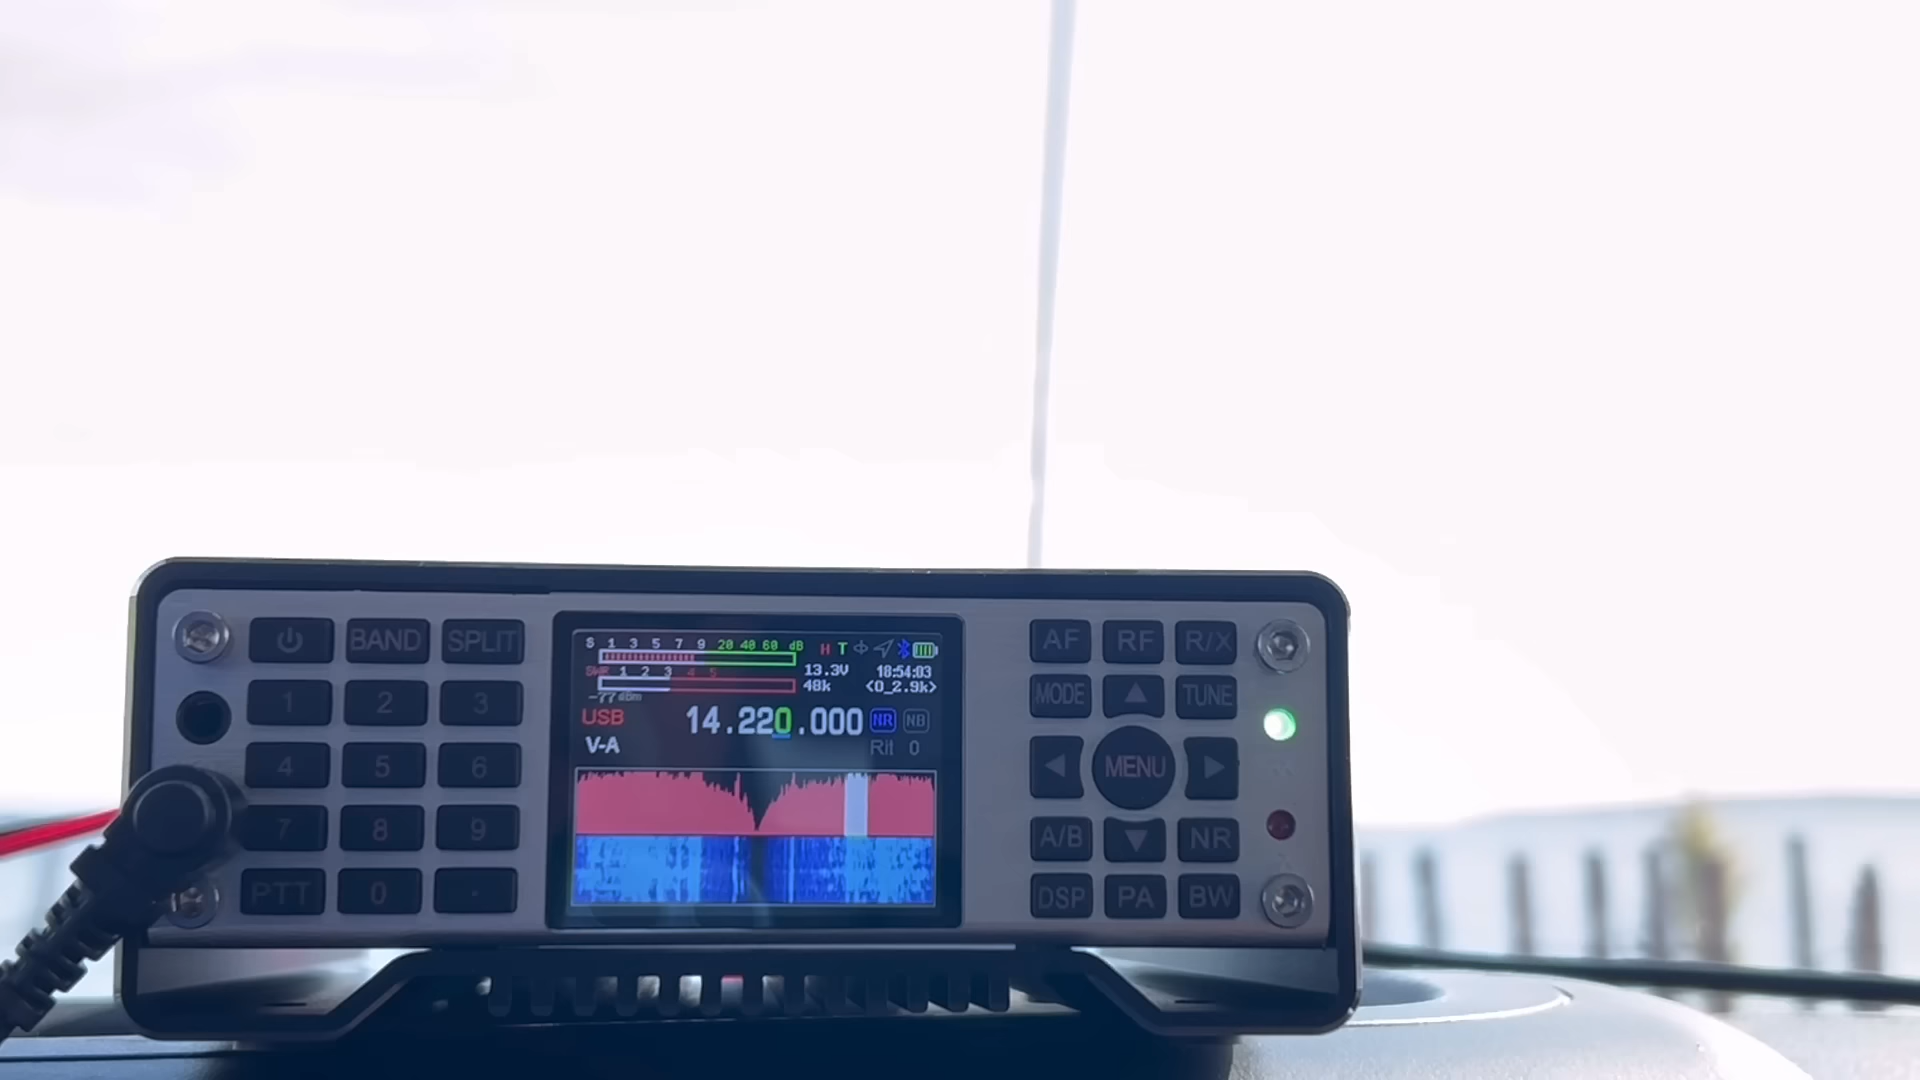 BAND SPLIT
1 2 3
4 5 6
7 8 9
PTT 0 .
S 1 3 5 7 9 20 40 60 dB H T
SWR 1 2 3 4 5 13.3V 18:54:03
48k <0_2.9k>
-77dBm
USB 14.220.000 NR NB
V-A Rit 0
AF RF R/X
MODE TUNE
MENU
A/B NR
DSP PA BW